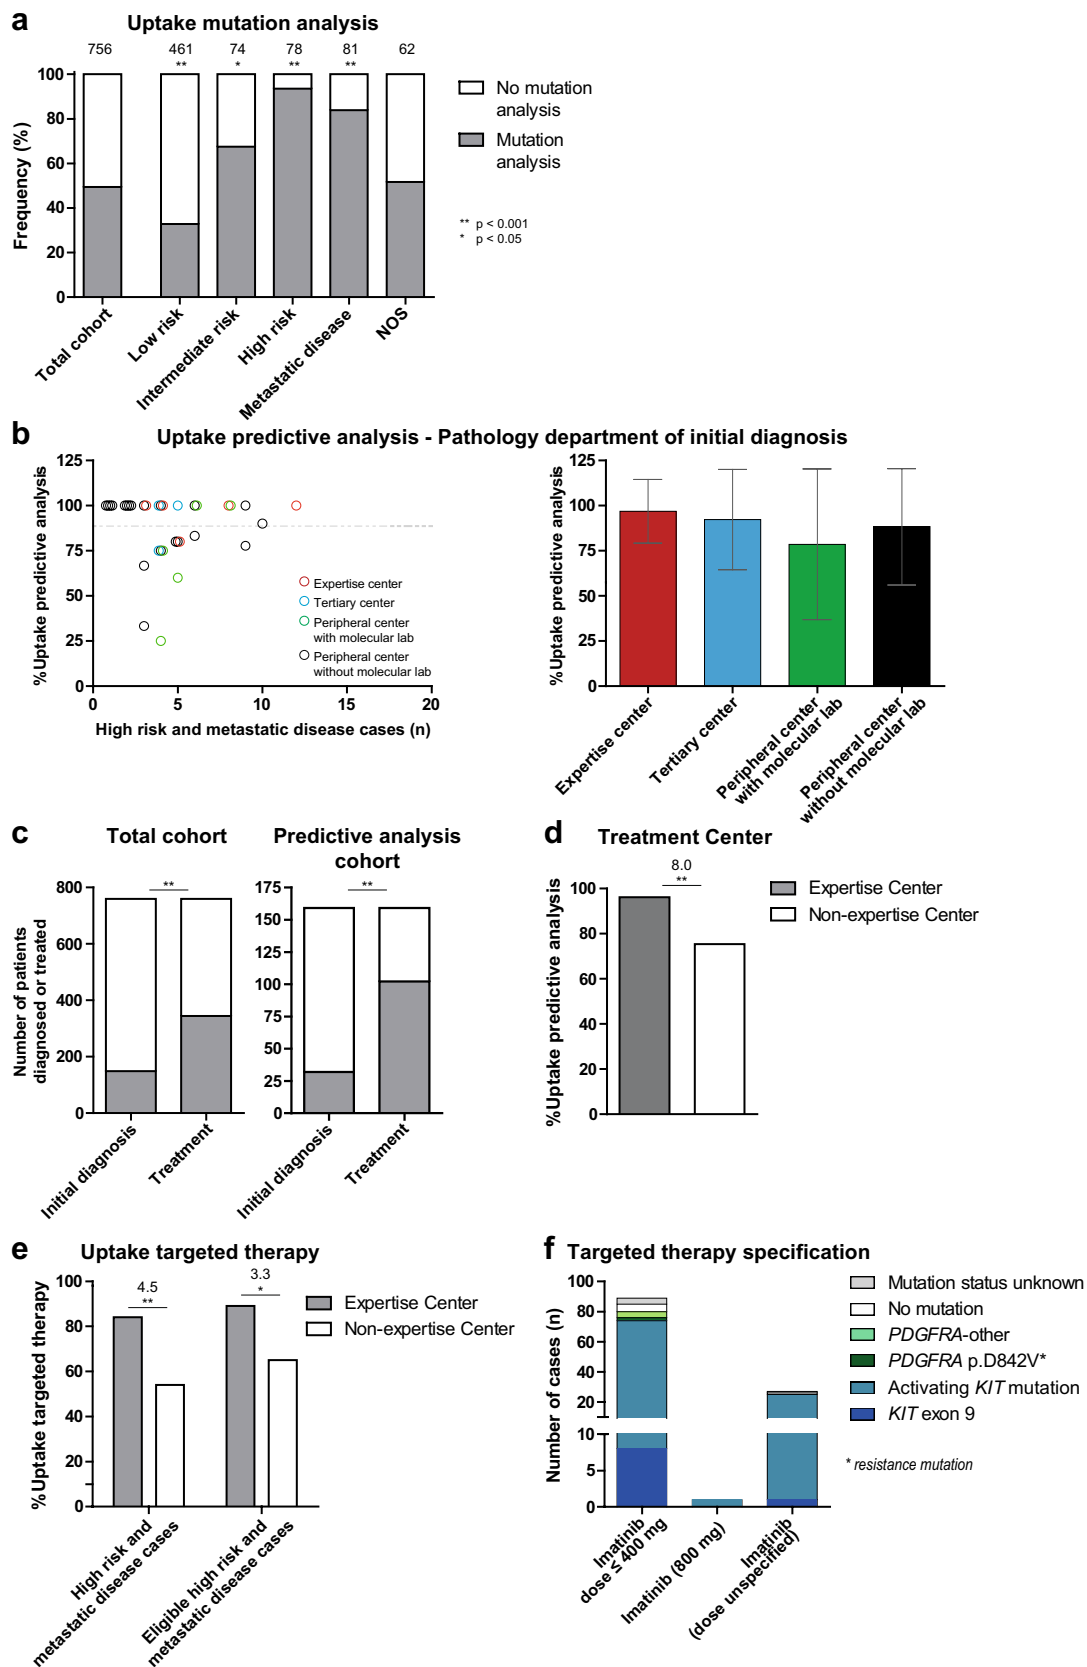 a
Uptake mutation analysis
756 461 74 78 81 62
** * ** **
Frequency (%)
100
80
60
40
20
0
Total cohort
Low risk
Intermediate risk
High risk
Metastatic disease
NOS
No mutation
analysis
Mutation
analysis
** p < 0.001
* p < 0.05
b
Uptake predictive analysis - Pathology department of initial diagnosis
%Uptake predictive analysis
125
100
75
50
25
0
0 5 10 15 20
High risk and metastatic disease cases (n)
Expertise center
Tertiary center
Peripheral center
with molecular lab
Peripheral center
without molecular lab
%Uptake predictive analysis
125
100
75
50
25
0
Expertise center
Tertiary center
Peripheral center
with molecular lab
Peripheral center
without molecular lab
c
Total cohort
**
Number of patients
diagnosed or treated
800
600
400
200
0
Initial diagnosis
Treatment
Predictive analysis
cohort
**
175
150
125
100
75
50
25
0
Initial diagnosis
Treatment
d
Treatment Center
8.0
**
%Uptake predictive analysis
100
80
60
40
20
0
Expertise Center
Non-expertise Center
e
Uptake targeted therapy
4.5
**
3.3
*
%Uptake targeted therapy
100
80
60
40
20
0
High risk and
metastatic disease cases
Eligible high risk and
metastatic disease cases
Expertise Center
Non-expertise Center
f
Targeted therapy specification
Number of cases (n)
100
80
60
40
20
10
5
0
Imatinib
dose ≤ 400 mg
Imatinib (800 mg)
Imatinib
(dose unspecified)
Mutation status unknown
No mutation
PDGFRA-other
PDGFRA p.D842V*
Activating KIT mutation
KIT exon 9
* resistance mutation